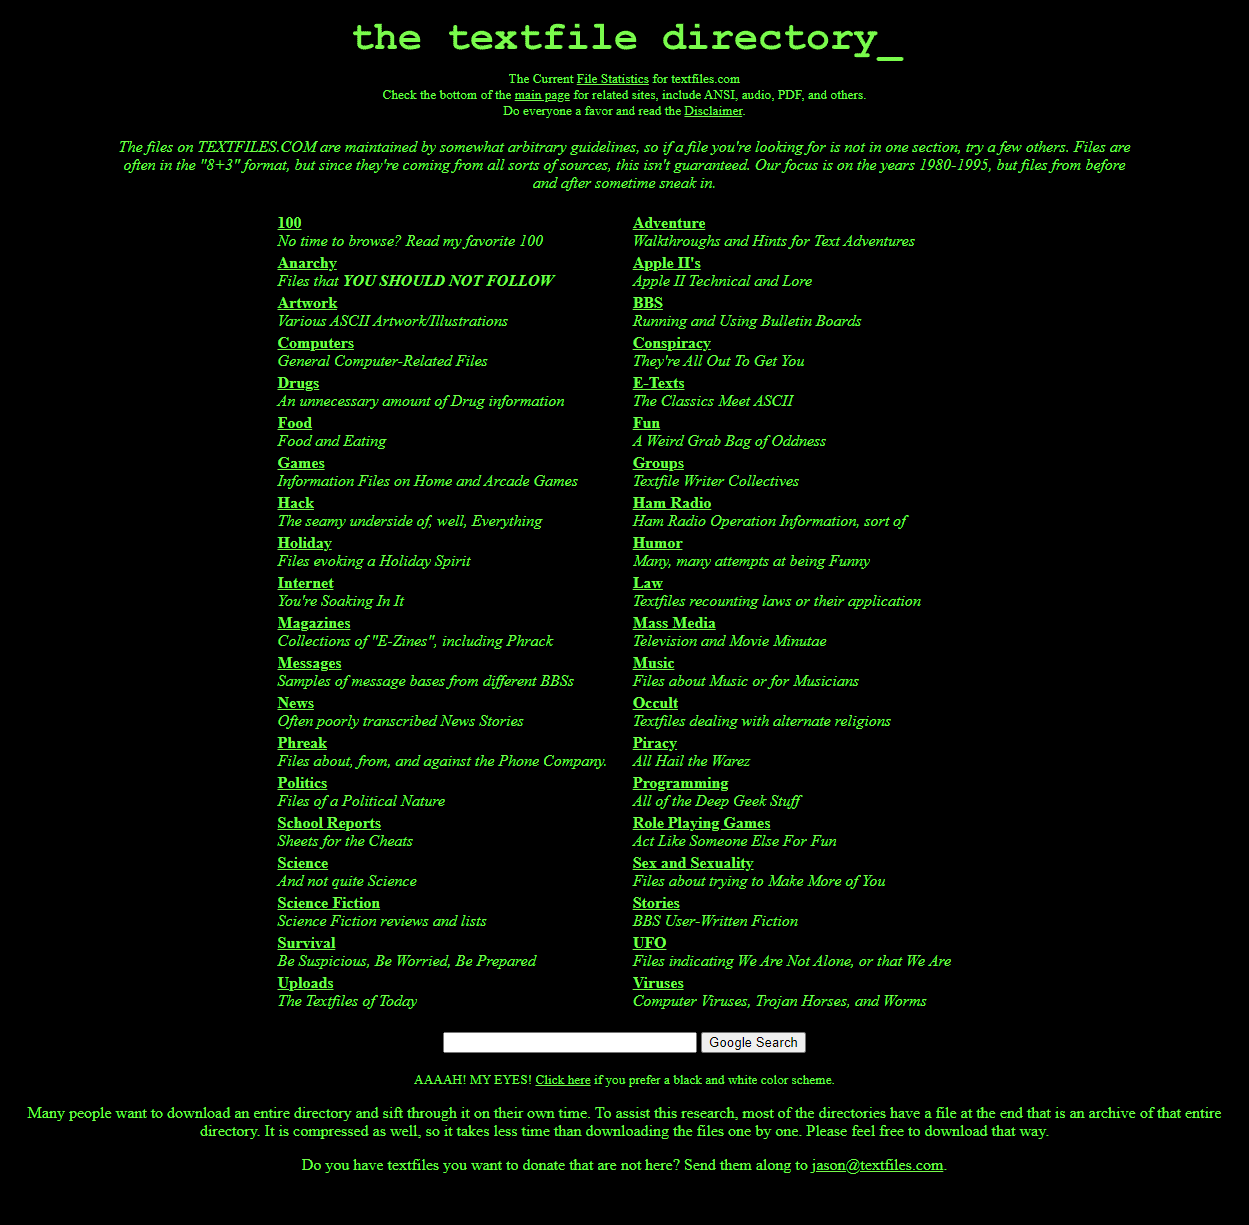 the textfile directory_
The Current File Statistics for textfiles.com
Check the bottom of the main page for related sites, include ANSI, audio, PDF, and others.
Do everyone a favor and read the Disclaimer.
The files on TEXTFILES.COM are maintained by somewhat arbitrary guidelines, so if a file you're looking for is not in one section, try a few others. Files are
often in the "8+3" format, but since they're coming from all sorts of sources, this isn't guaranteed. Our focus is on the years 1980-1995, but files from before
and after sometime sneak in.
100
No time to browse? Read my favorite 100
Adventure
Walkthroughs and Hints for Text Adventures
Anarchy
Files that YOU SHOULD NOT FOLLOW
Apple II's
Apple II Technical and Lore
Artwork
Various ASCII Artwork/Illustrations
BBS
Running and Using Bulletin Boards
Computers
General Computer-Related Files
Conspiracy
They're All Out To Get You
Drugs
An unnecessary amount of Drug information
E-Texts
The Classics Meet ASCII
Food
Food and Eating
Fun
A Weird Grab Bag of Oddness
Games
Information Files on Home and Arcade Games
Groups
Textfile Writer Collectives
Hack
The seamy underside of, well, Everything
Ham Radio
Ham Radio Operation Information, sort of
Holiday
Files evoking a Holiday Spirit
Humor
Many, many attempts at being Funny
Internet
You're Soaking In It
Law
Textfiles recounting laws or their application
Magazines
Collections of "E-Zines", including Phrack
Mass Media
Television and Movie Minutae
Messages
Samples of message bases from different BBSs
Music
Files about Music or for Musicians
News
Often poorly transcribed News Stories
Occult
Textfiles dealing with alternate religions
Phreak
Files about, from, and against the Phone Company.
Piracy
All Hail the Warez
Politics
Files of a Political Nature
Programming
All of the Deep Geek Stuff
School Reports
Sheets for the Cheats
Role Playing Games
Act Like Someone Else For Fun
Science
And not quite Science
Sex and Sexuality
Files about trying to Make More of You
Science Fiction
Science Fiction reviews and lists
Stories
BBS User-Written Fiction
Survival
Be Suspicious, Be Worried, Be Prepared
UFO
Files indicating We Are Not Alone, or that We Are
Uploads
The Textfiles of Today
Viruses
Computer Viruses, Trojan Horses, and Worms
Google Search
AAAAH! MY EYES! Click here if you prefer a black and white color scheme.
Many people want to download an entire directory and sift through it on their own time. To assist this research, most of the directories have a file at the end that is an archive of that entire
directory. It is compressed as well, so it takes less time than downloading the files one by one. Please feel free to download that way.
Do you have textfiles you want to donate that are not here? Send them along to jason@textfiles.com.